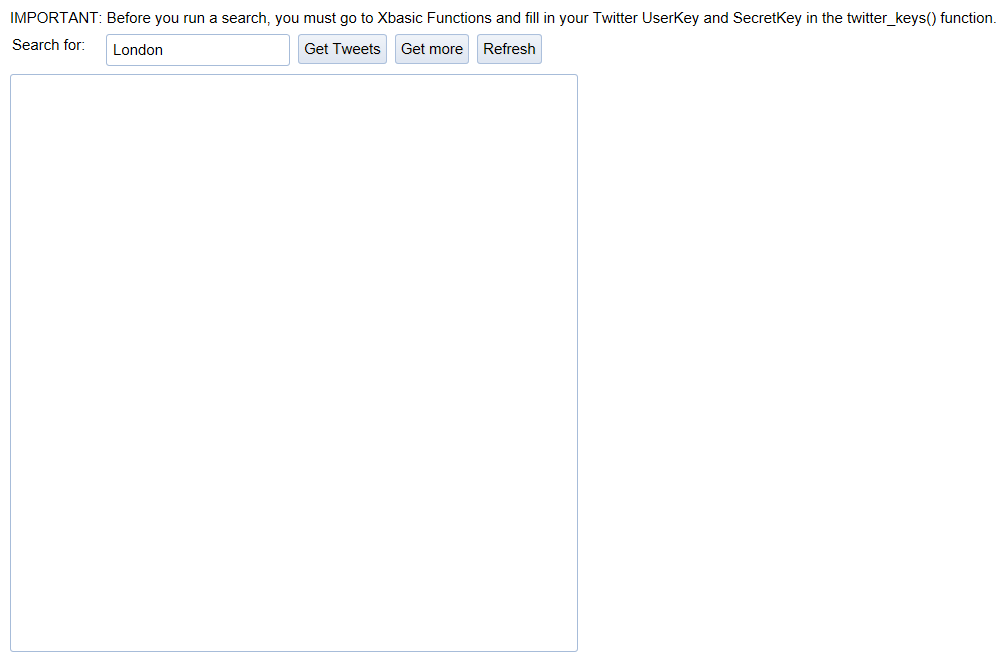 IMPORTANT: Before you run a search, you must go to Xbasic Functions and fill in your Twitter UserKey and SecretKey in the twitter_keys() function.
Search for: London Get Tweets Get more Refresh